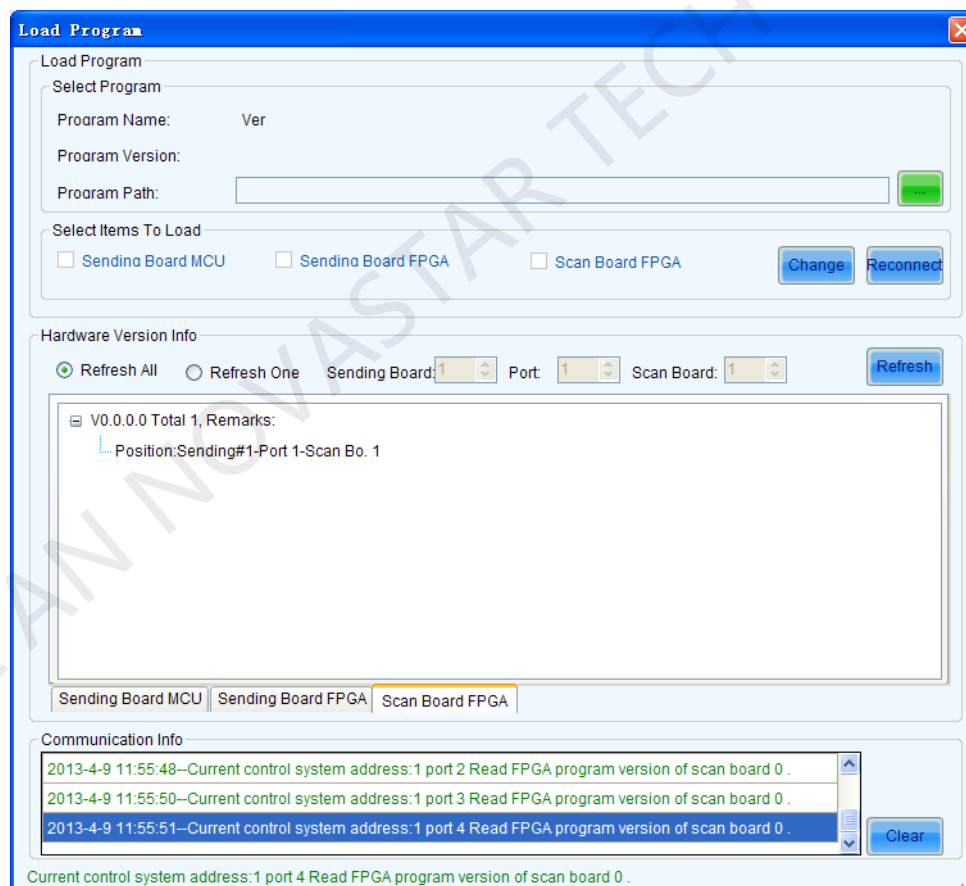 Load Program
Load Program
Select Program
Program Name: Ver
Program Version:
Program Path: ...
Select Items To Load
Sending Board MCU Sending Board FPGA Scan Board FPGA Change Reconnect
Hardware Version Info
Refresh All Refresh One Sending Board: 1 Port: 1 Scan Board: 1 Refresh
V0.0.0.0 Total 1, Remarks:
Position:Sending#1-Port 1-Scan Bo. 1
Sending Board MCU Sending Board FPGA Scan Board FPGA
Communication Info
2013-4-9 11:55:48--Current control system address:1 port 2 Read FPGA program version of scan board 0 .
2013-4-9 11:55:50--Current control system address:1 port 3 Read FPGA program version of scan board 0 .
2013-4-9 11:55:51--Current control system address:1 port 4 Read FPGA program version of scan board 0 .
Clear
Current control system address:1 port 4 Read FPGA program version of scan board 0 .
AN NOVASTAR TECH